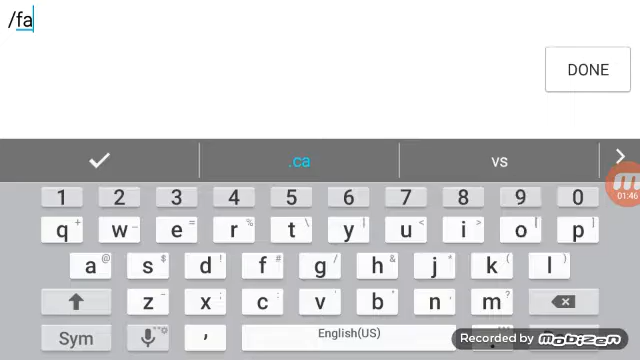 /fa
DONE
.ca vs
1 2 3 4 5 6 7 8 9 0
q + w - e = r % t \ y [ u < i > o [ p ]
a @ s $ d ! f # g / h & j * k ( l )
z - x ; c : v ' b " n , m ?
Sym , English(US)
01:46
Recorded by mobizen